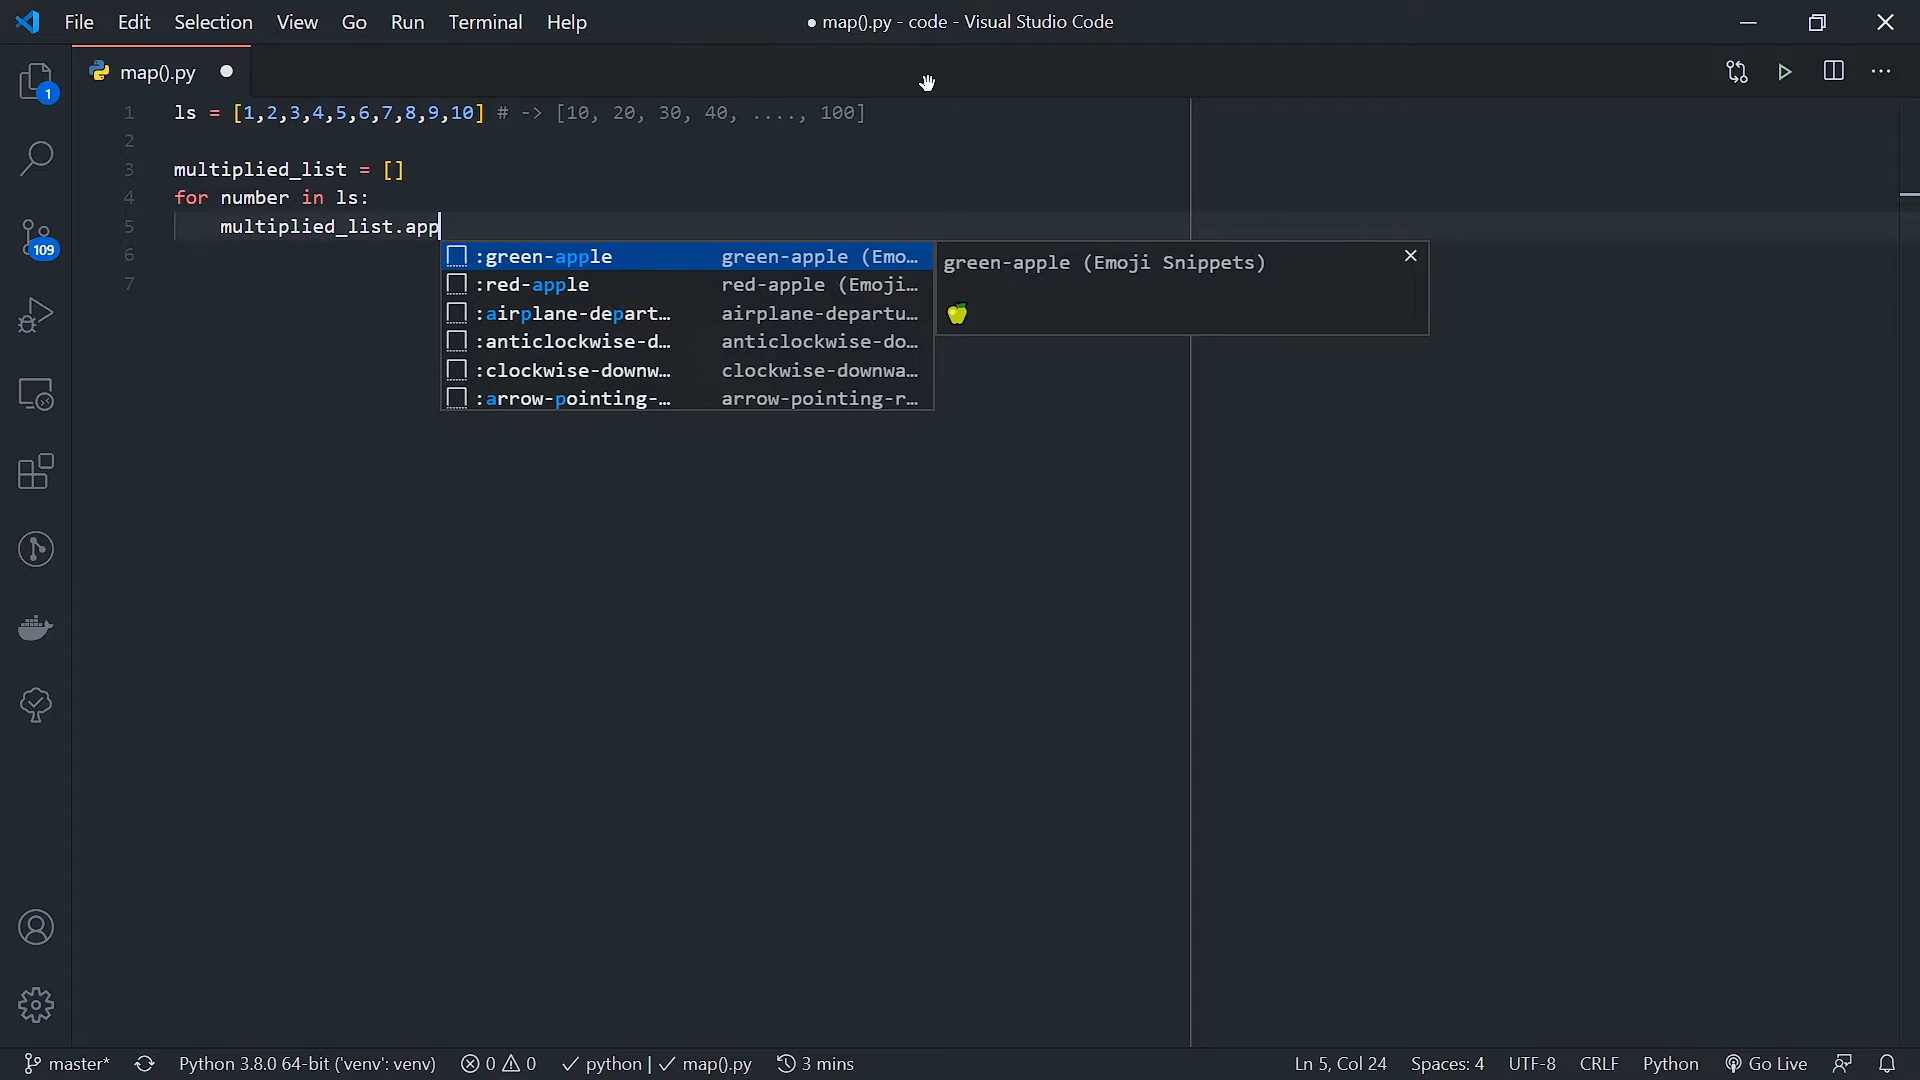 File Edit Selection View Go Run Terminal Help
● map().py - code - Visual Studio Code
map().py
1 ls = [1,2,3,4,5,6,7,8,9,10] # -> [10, 20, 30, 40, ...., 100]
2
3 multiplied_list = []
4 for number in ls:
5 multiplied_list.app
6
7
:green-apple green-apple (Emo…
:red-apple red-apple (Emoji…
:airplane-depart… airplane-departu…
:anticlockwise-d… anticlockwise-do…
:clockwise-downw… clockwise-downwa…
:arrow-pointing-… arrow-pointing-r…
green-apple (Emoji Snippets)
1
109
master* Python 3.8.0 64-bit ('venv': venv) 0 0 python | map().py 3 mins Ln 5, Col 24 Spaces: 4 UTF-8 CRLF Python Go Live